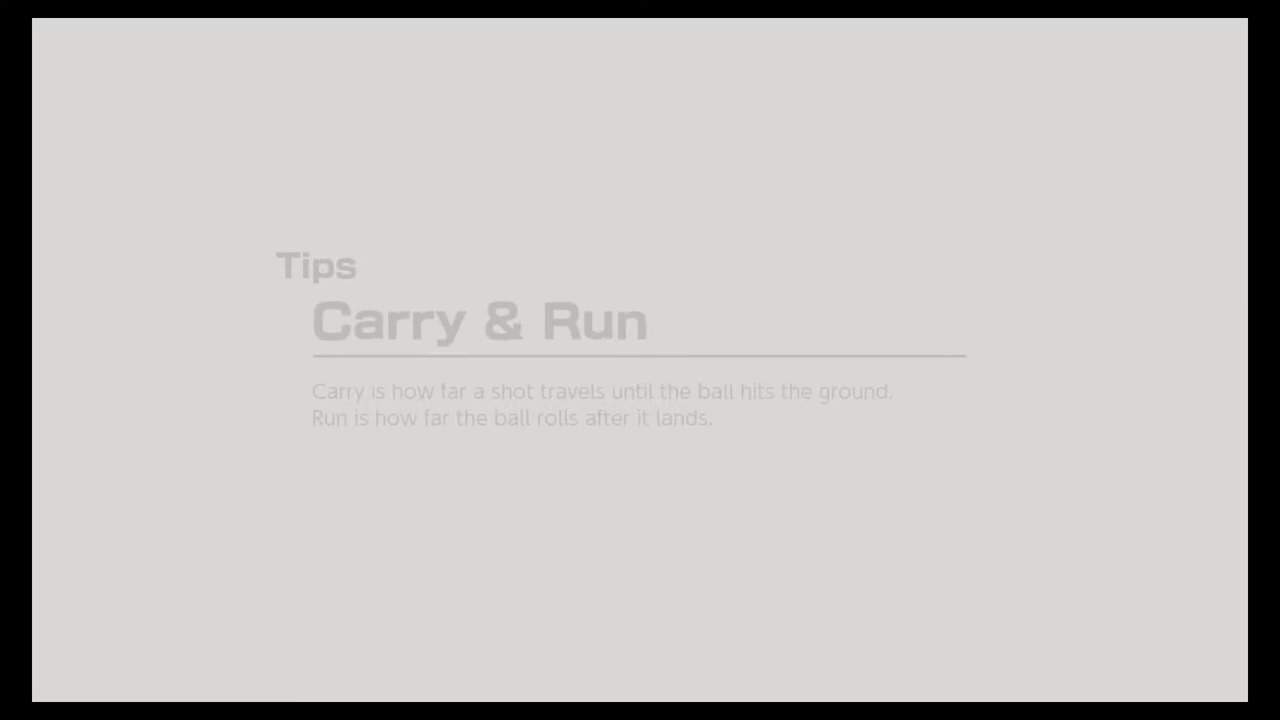 Tips
Carry & Run
Carry is how far a shot travels until the ball hits the ground.
Run is how far the ball rolls after it lands.